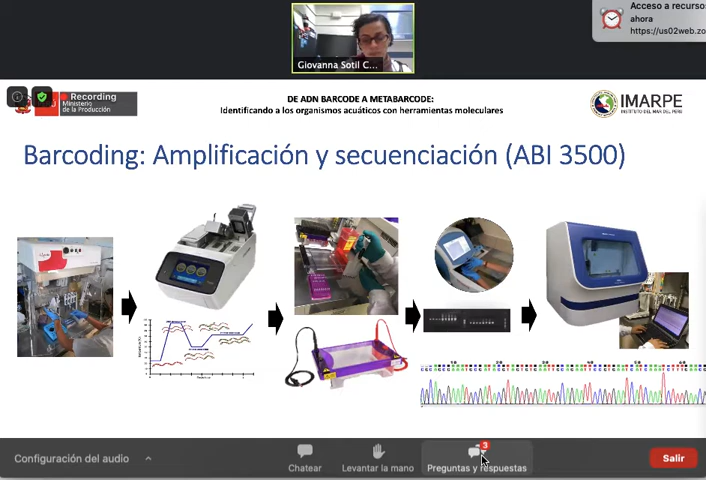 Acceso a recurso
ahora
https://us02web.zo
Giovanna Sotil C...
Recording
Ministerio
de la Producción
DE ADN BARCODE A METABARCODE:
Identificando a los organismos acuáticos con herramientas moleculares
IMARPE
INSTITUTO DEL MAR DEL PERÚ
Barcoding: Amplificación y secuenciación (ABI 3500)
Configuración del audio
Chatear
Levantar la mano
3
Preguntas y respuestas
Salir